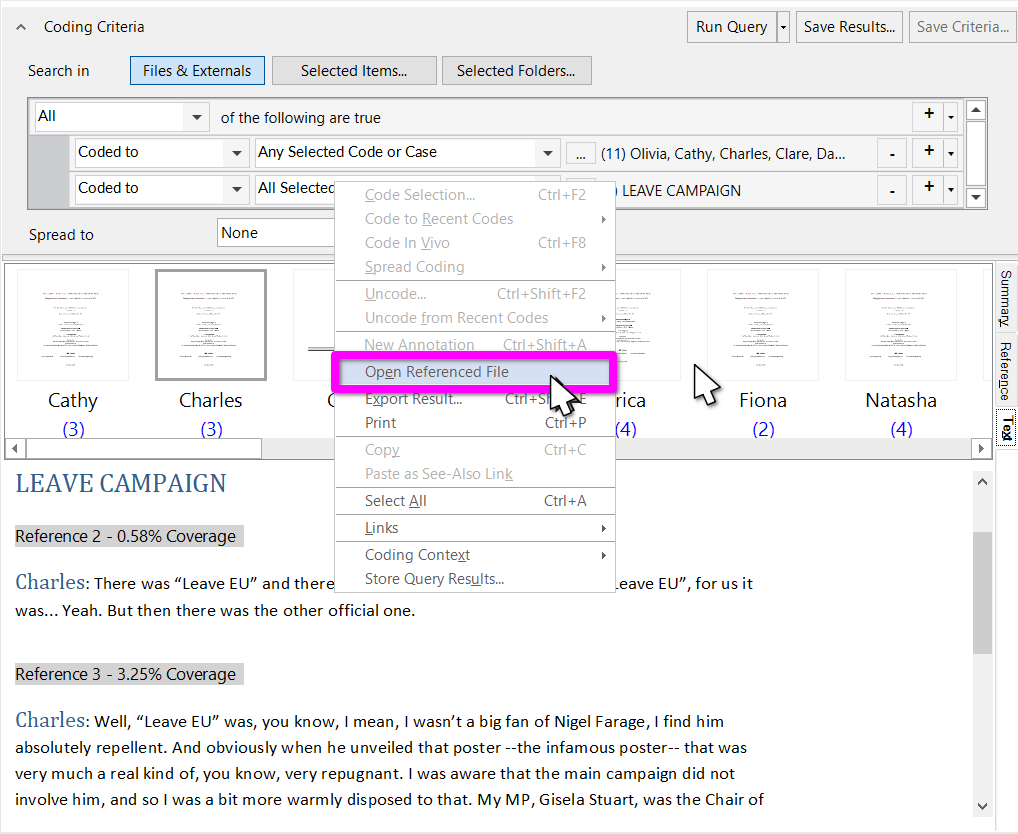 Coding Criteria
Run Query
Save Results...
Save Criteria...
Search in
Files & Externals
Selected Items...
Selected Folders...
All
of the following are true
+
Coded to
Any Selected Code or Case
...
(11) Olivia, Cathy, Charles, Clare, Da...
-
+
Coded to
All Selected
) LEAVE CAMPAIGN
-
+
Spread to
None
Code Selection... Ctrl+F2
Code to Recent Codes
Code In Vivo Ctrl+F8
Spread Coding
Uncode... Ctrl+Shift+F2
Uncode from Recent Codes
New Annotation Ctrl+Shift+A
Open Referenced File
Export Result... Ctrl+Sh E
Print Ctrl+P
Copy Ctrl+C
Paste as See-Also Link
Select All Ctrl+A
Links
Coding Context
Store Query Results...
Cathy
(3)
Charles
(3)
rica
(4)
Fiona
(2)
Natasha
(4)
Summary
Reference
Text
LEAVE CAMPAIGN
Reference 2 - 0.58% Coverage
Charles: There was “Leave EU” and there eave EU”, for us it
was... Yeah. But then there was the other official one.
Reference 3 - 3.25% Coverage
Charles: Well, “Leave EU” was, you know, I mean, I wasn’t a big fan of Nigel Farage, I find him
absolutely repellent. And obviously when he unveiled that poster --the infamous poster-- that was
very much a real kind of, you know, very repugnant. I was aware that the main campaign did not
involve him, and so I was a bit more warmly disposed to that. My MP, Gisela Stuart, was the Chair of